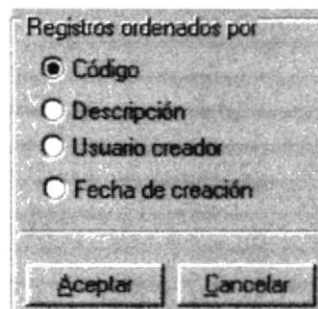 Registros ordenados por
Código
Descripción
Usuario creador
Fecha de creación
Aceptar Cancelar